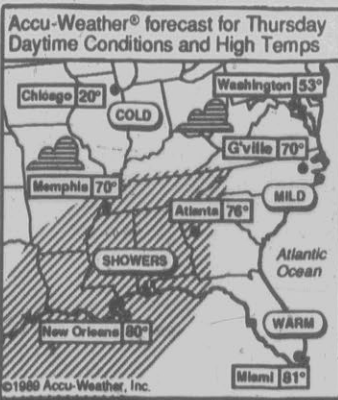 Accu-Weather® forecast for Thursday
Daytime Conditions and High Temps
Washington 53°
Chicago 20°
COLD
G'ville 70°
Memphis 70°
MILD
Atlanta 76°
SHOWERS
Atlantic
Ocean
WARM
New Orleans 80°
Miami 81°
©1989 Accu-Weather, Inc.